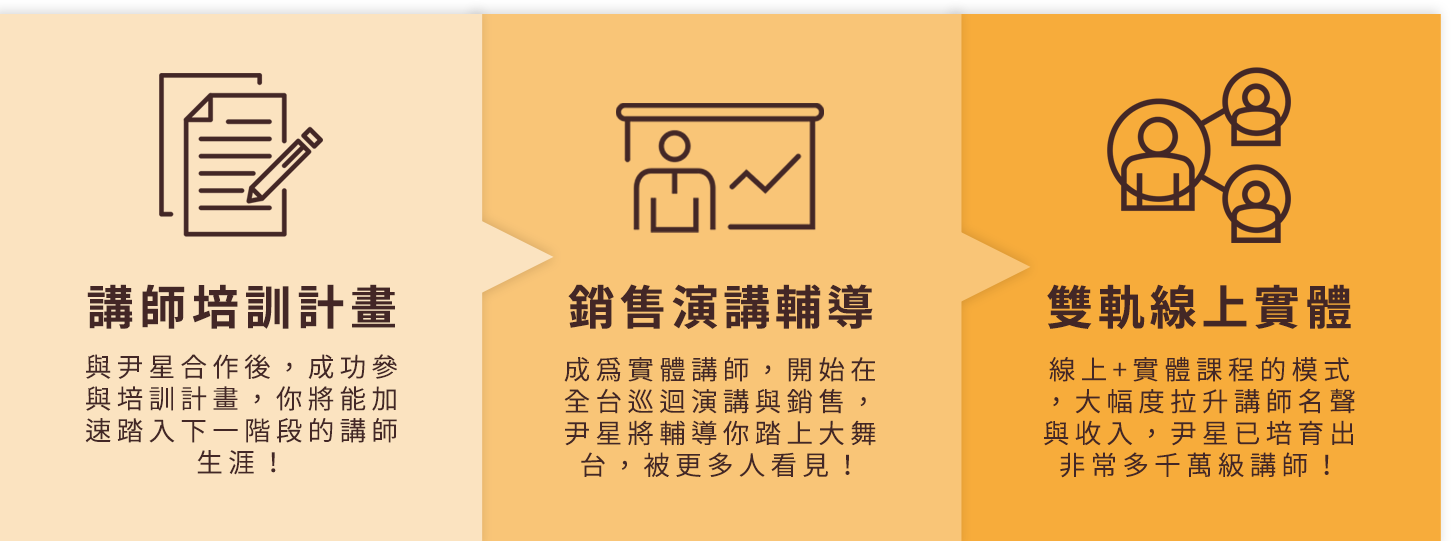 講師培訓計畫
與尹星合作後，成功參
與培訓計畫，你將能加
速踏入下一階段的講師
生涯！
銷售演講輔導
成爲實體講師，開始在
全台巡迴演講與銷售，
尹星將輔導你踏上大舞
台，被更多人看見！
雙軌線上實體
線上+實體課程的模式
，大幅度拉升講師名聲
與收入，尹星已培育出
非常多千萬級講師！